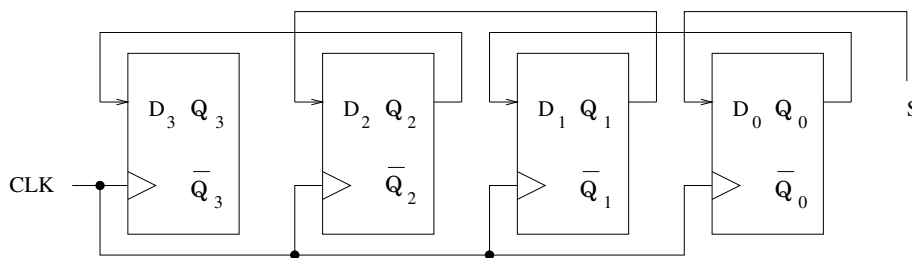 D3 Q3 D2 Q2 D1 Q1 D0 Q0 S
CLK Q̅3 Q̅2 Q̅1 Q̅0